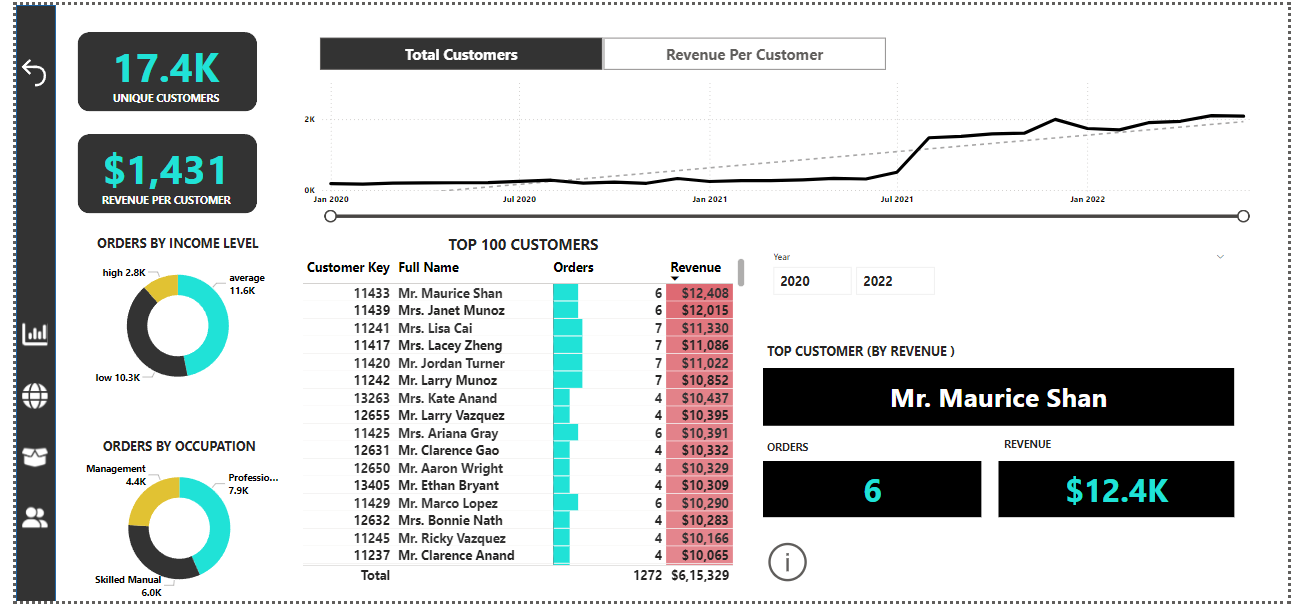 17.4K
UNIQUE CUSTOMERS
$1,431
REVENUE PER CUSTOMER
Total Customers Revenue Per Customer
2K
0K
Jan 2020 Jul 2020 Jan 2021 Jul 2021 Jan 2022
ORDERS BY INCOME LEVEL
high 2.8K
average
11.6K
low 10.3K
ORDERS BY OCCUPATION
Management
4.4K
Professio...
7.9K
Skilled Manual
6.0K
TOP 100 CUSTOMERS
Customer Key Full Name Orders Revenue
11433 Mr. Maurice Shan 6 $12,408
11439 Mrs. Janet Munoz 6 $12,015
11241 Mrs. Lisa Cai 7 $11,330
11417 Mrs. Lacey Zheng 7 $11,086
11420 Mr. Jordan Turner 7 $11,022
11242 Mr. Larry Munoz 7 $10,852
13263 Mrs. Kate Anand 4 $10,437
12655 Mr. Larry Vazquez 4 $10,395
11425 Mrs. Ariana Gray 6 $10,391
12631 Mr. Clarence Gao 4 $10,332
12650 Mr. Aaron Wright 4 $10,329
13405 Mr. Ethan Bryant 4 $10,309
11429 Mr. Marco Lopez 6 $10,290
12632 Mrs. Bonnie Nath 4 $10,283
11245 Mr. Ricky Vazquez 4 $10,166
11237 Mr. Clarence Anand 4 $10,065
Total 1272 $6,15,329
Year
2020 2022
TOP CUSTOMER (BY REVENUE )
Mr. Maurice Shan
ORDERS REVENUE
6 $12.4K
i